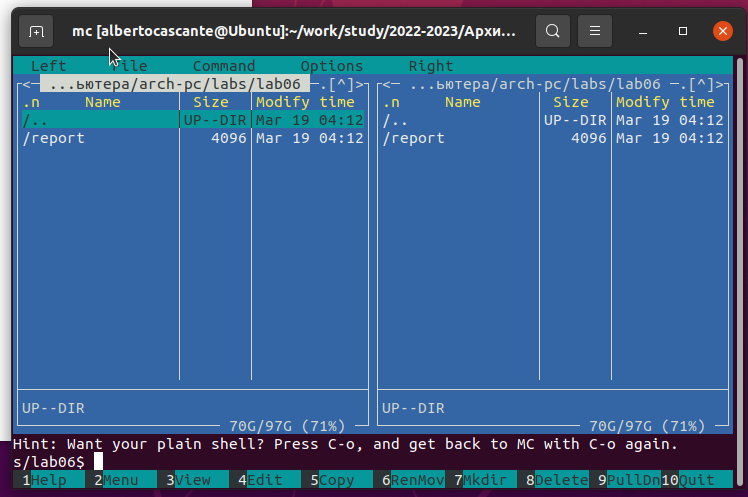 mc [albertocascante@Ubuntu]:~/work/study/2022-2023/Архи...
Left File Command Options Right
<─ ...ьютера/arch-pc/labs/lab06 ─.[^]> <─ ...ьютера/arch-pc/labs/lab06 ─.[^]>
.n Name Size Modify time .n Name Size Modify time
/.. UP--DIR Mar 19 04:12 /.. UP--DIR Mar 19 04:12
/report 4096 Mar 19 04:12 /report 4096 Mar 19 04:12
UP--DIR UP--DIR
70G/97G (71%) 70G/97G (71%)
Hint: Want your plain shell? Press C-o, and get back to MC with C-o again.
s/lab06$
1Help 2Menu 3View 4Edit 5Copy 6RenMov 7Mkdir 8Delete 9PullDn 10Quit